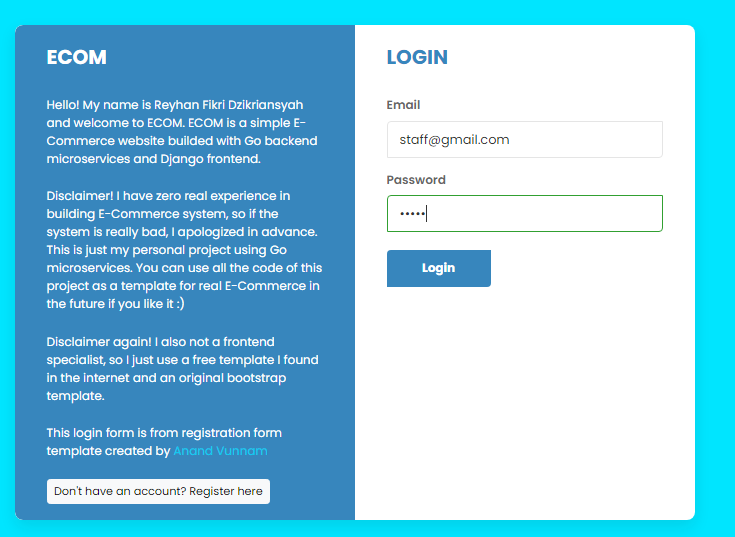 ECOM
Hello! My name is Reyhan Fikri Dzikriansyah
and welcome to ECOM. ECOM is a simple E-
Commerce website builded with Go backend
microservices and Django frontend.
Disclaimer! I have zero real experience in
building E-Commerce system, so if the
system is really bad, I apologized in advance.
This is just my personal project using Go
microservices. You can use all the code of this
project as a template for real E-Commerce in
the future if you like it :)
Disclaimer again! I also not a frontend
specialist, so I just use a free template I found
in the internet and an original bootstrap
template.
This login form is from registration form
template created by Anand Vunnam
Don't have an account? Register here
LOGIN
Email
staff@gmail.com
Password
•••••
Login